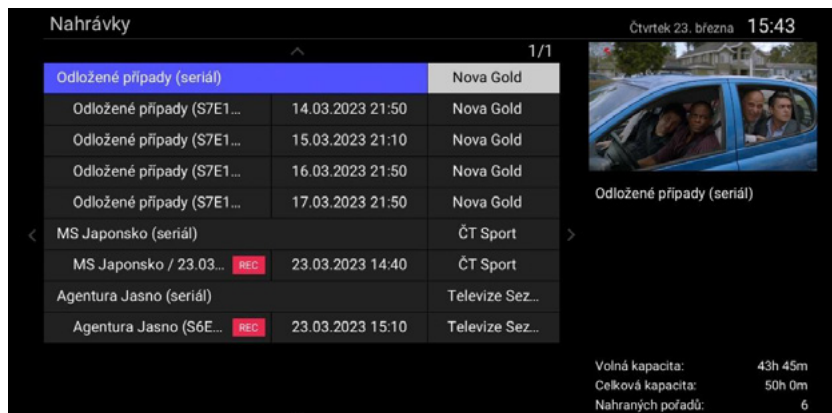 Nahrávky
Čtvrtek 23. března 15:43
1/1
Odložené případy (seriál) Nova Gold
Odložené případy (S7E1... 14.03.2023 21:50 Nova Gold
Odložené případy (S7E1... 15.03.2023 21:10 Nova Gold
Odložené případy (S7E1... 16.03.2023 21:50 Nova Gold
Odložené případy (S7E1... 17.03.2023 21:50 Nova Gold
MS Japonsko (seriál) ČT Sport
MS Japonsko / 23.03... REC 23.03.2023 14:40 ČT Sport
Agentura Jasno (seriál) Televize Sez...
Agentura Jasno (S6E... REC 23.03.2023 15:10 Televize Sez...
Odložené případy (seriál)
Volná kapacita: 43h 45m
Celková kapacita: 50h 0m
Nahraných pořadů: 6